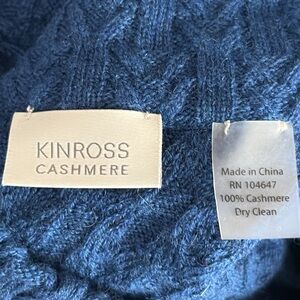 KINROSS
CASHMERE
Made in China
RN 104647
100% Cashmere
Dry Clean